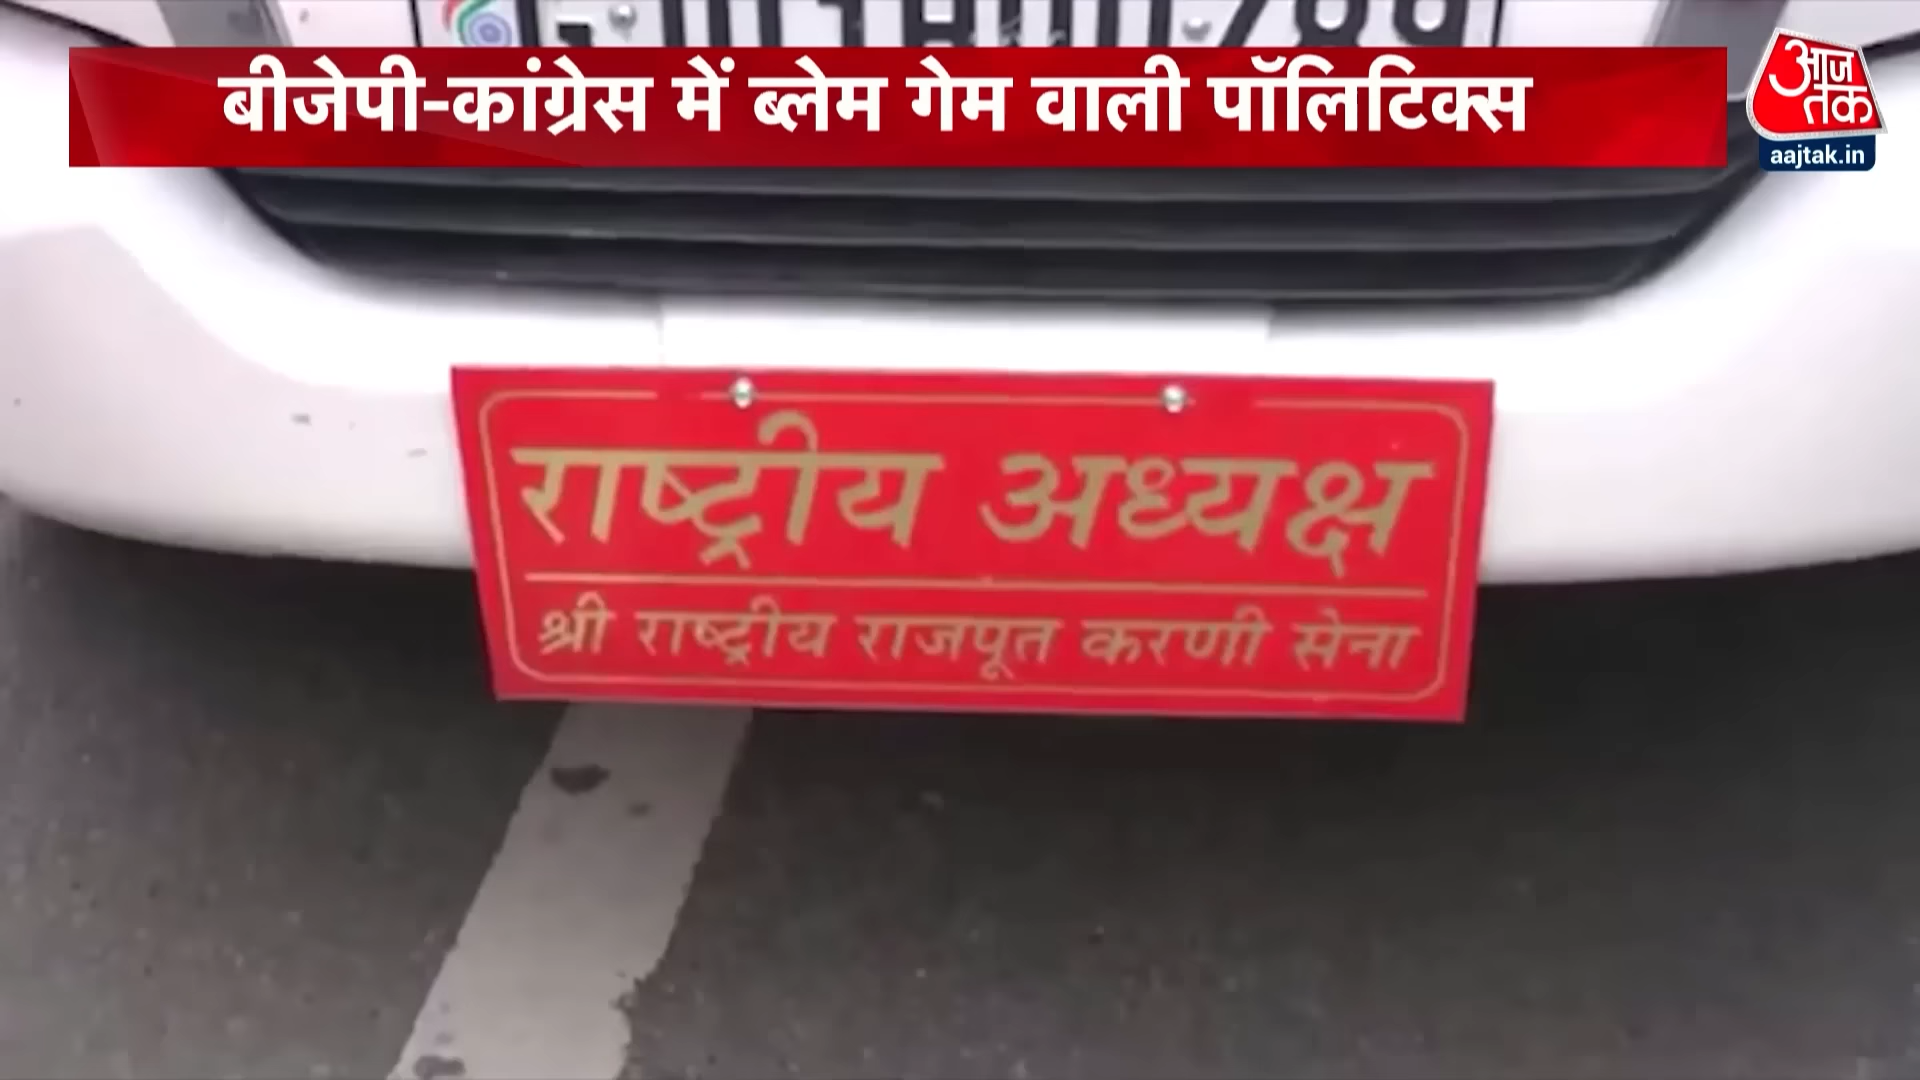 बीजेपी-कांग्रेस में ब्लेम गेम वाली पॉलिटिक्स
आज
तक
aajtak.in
राष्ट्रीय अध्यक्ष
श्री राष्ट्रीय राजपूत करणी सेना